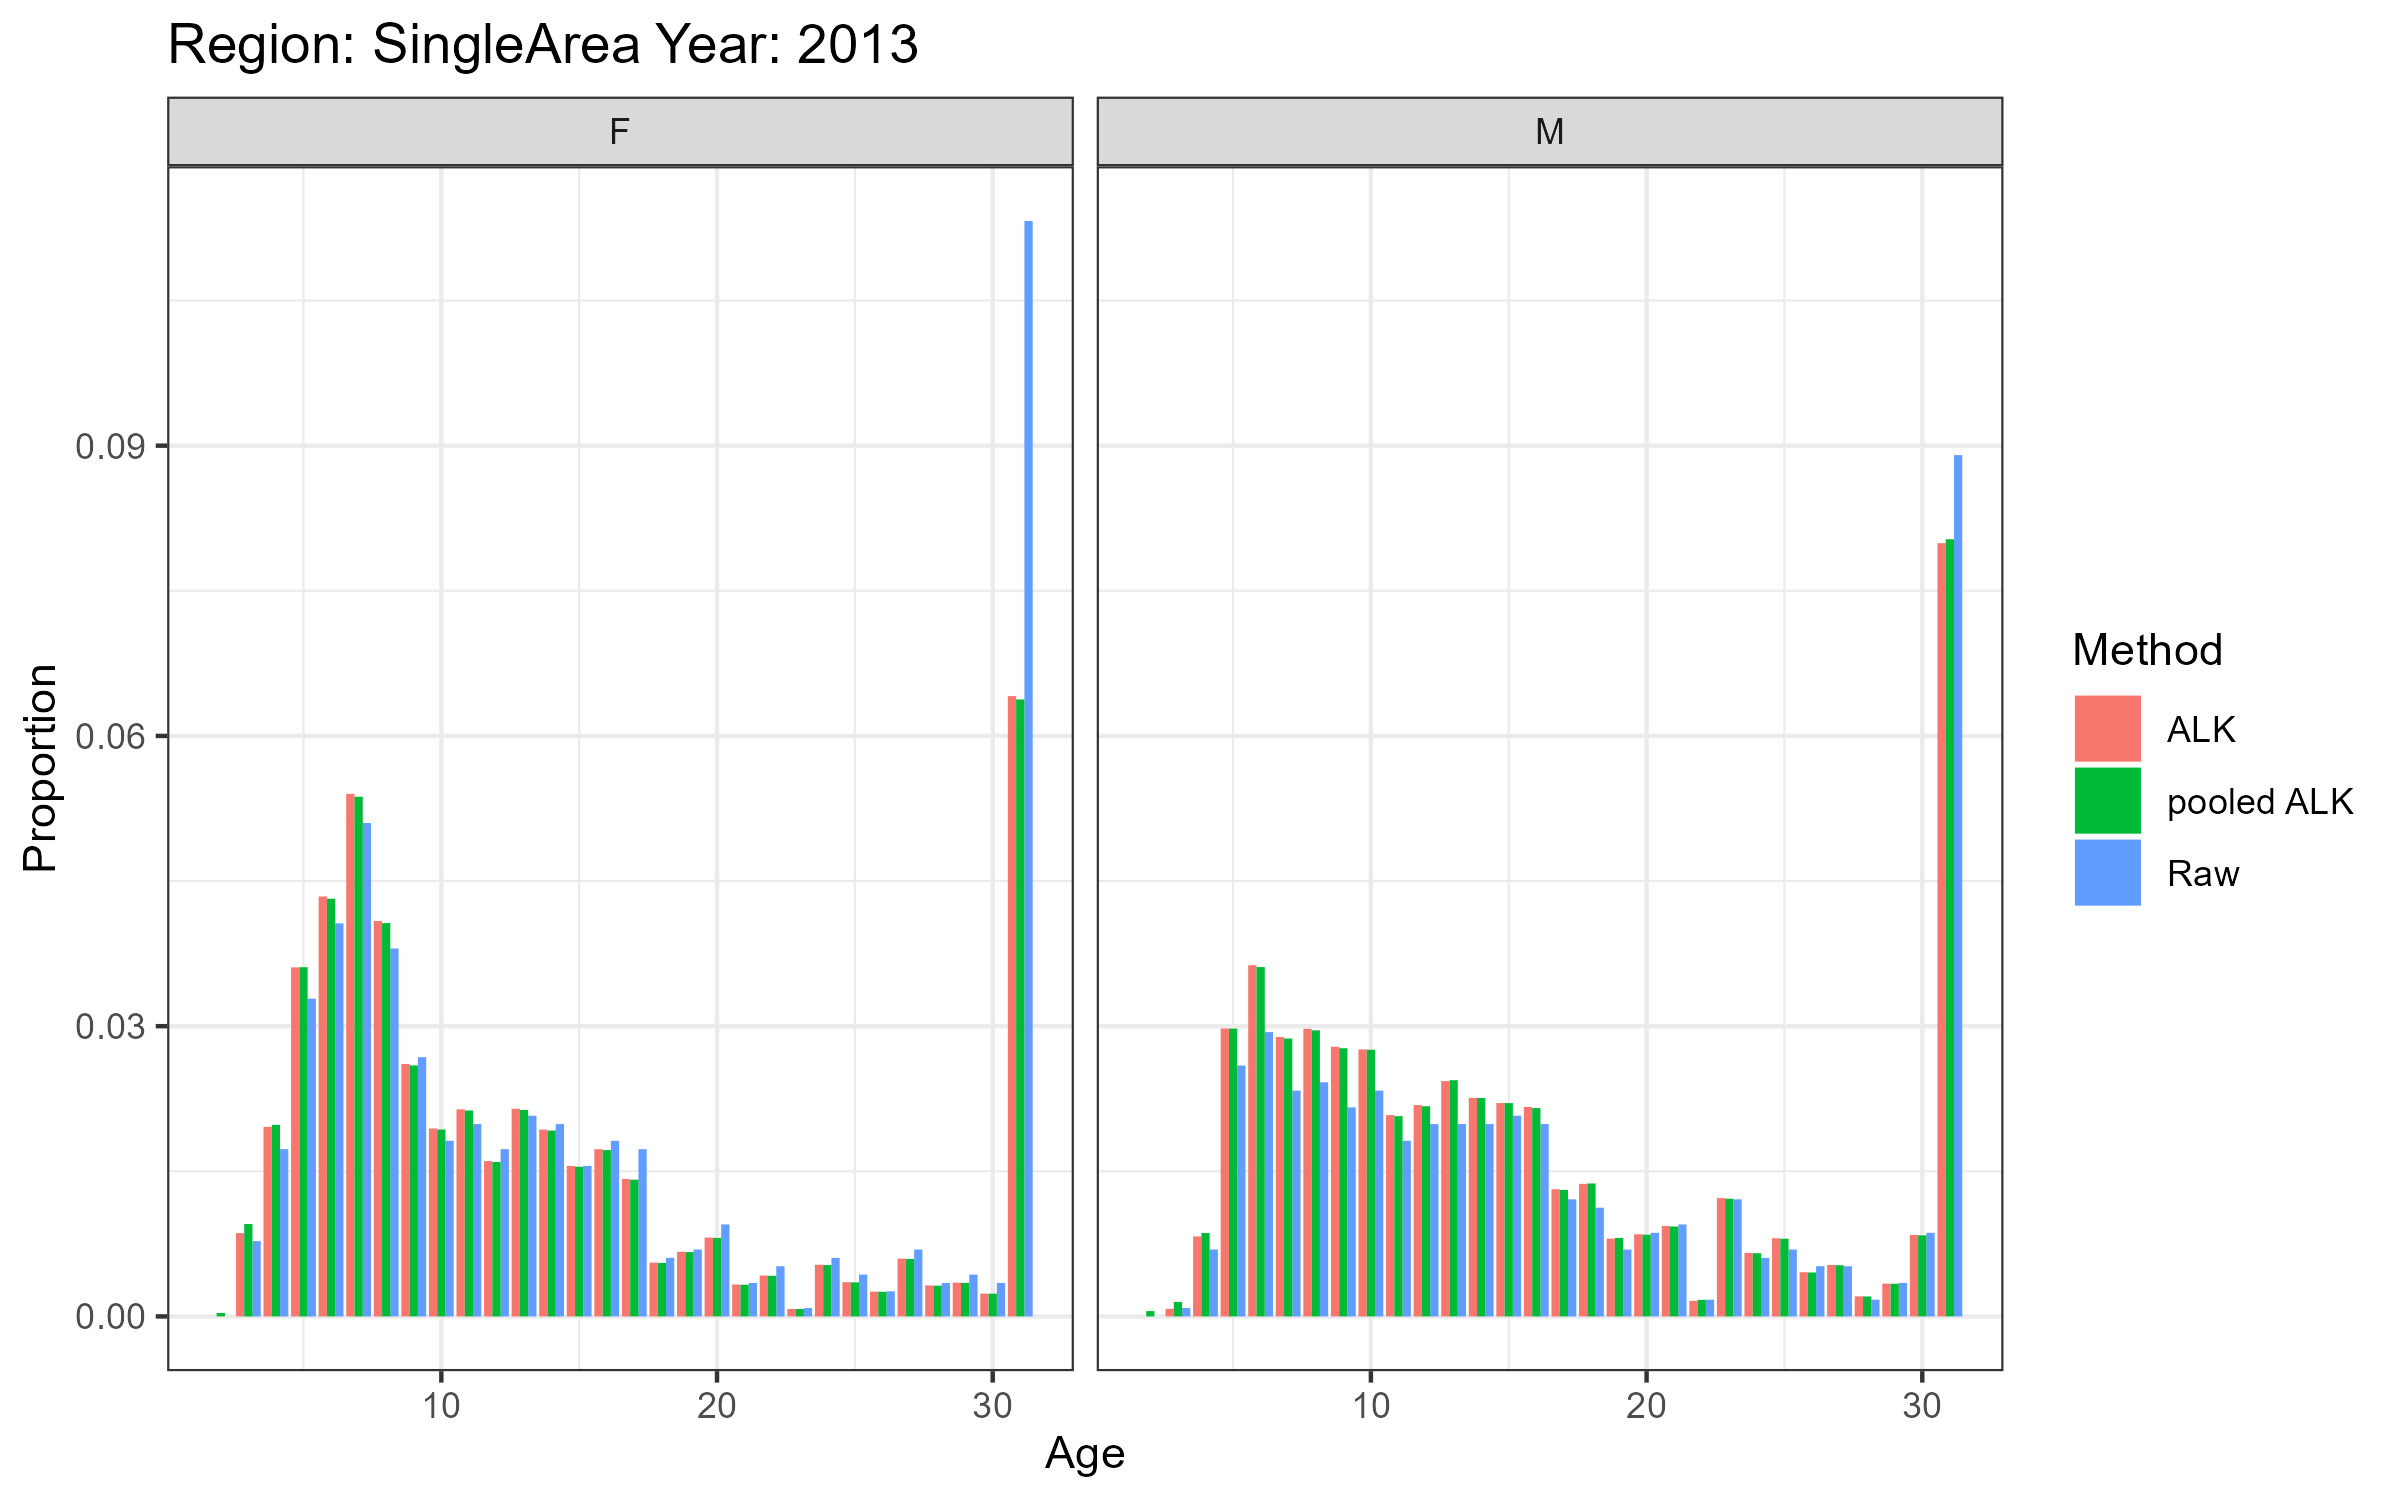 Region: SingleArea Year: 2013
F
M
0.09
0.06
0.03
0.00
Proportion
10
20
30
10
20
30
Age
Method
ALK
pooled ALK
Raw